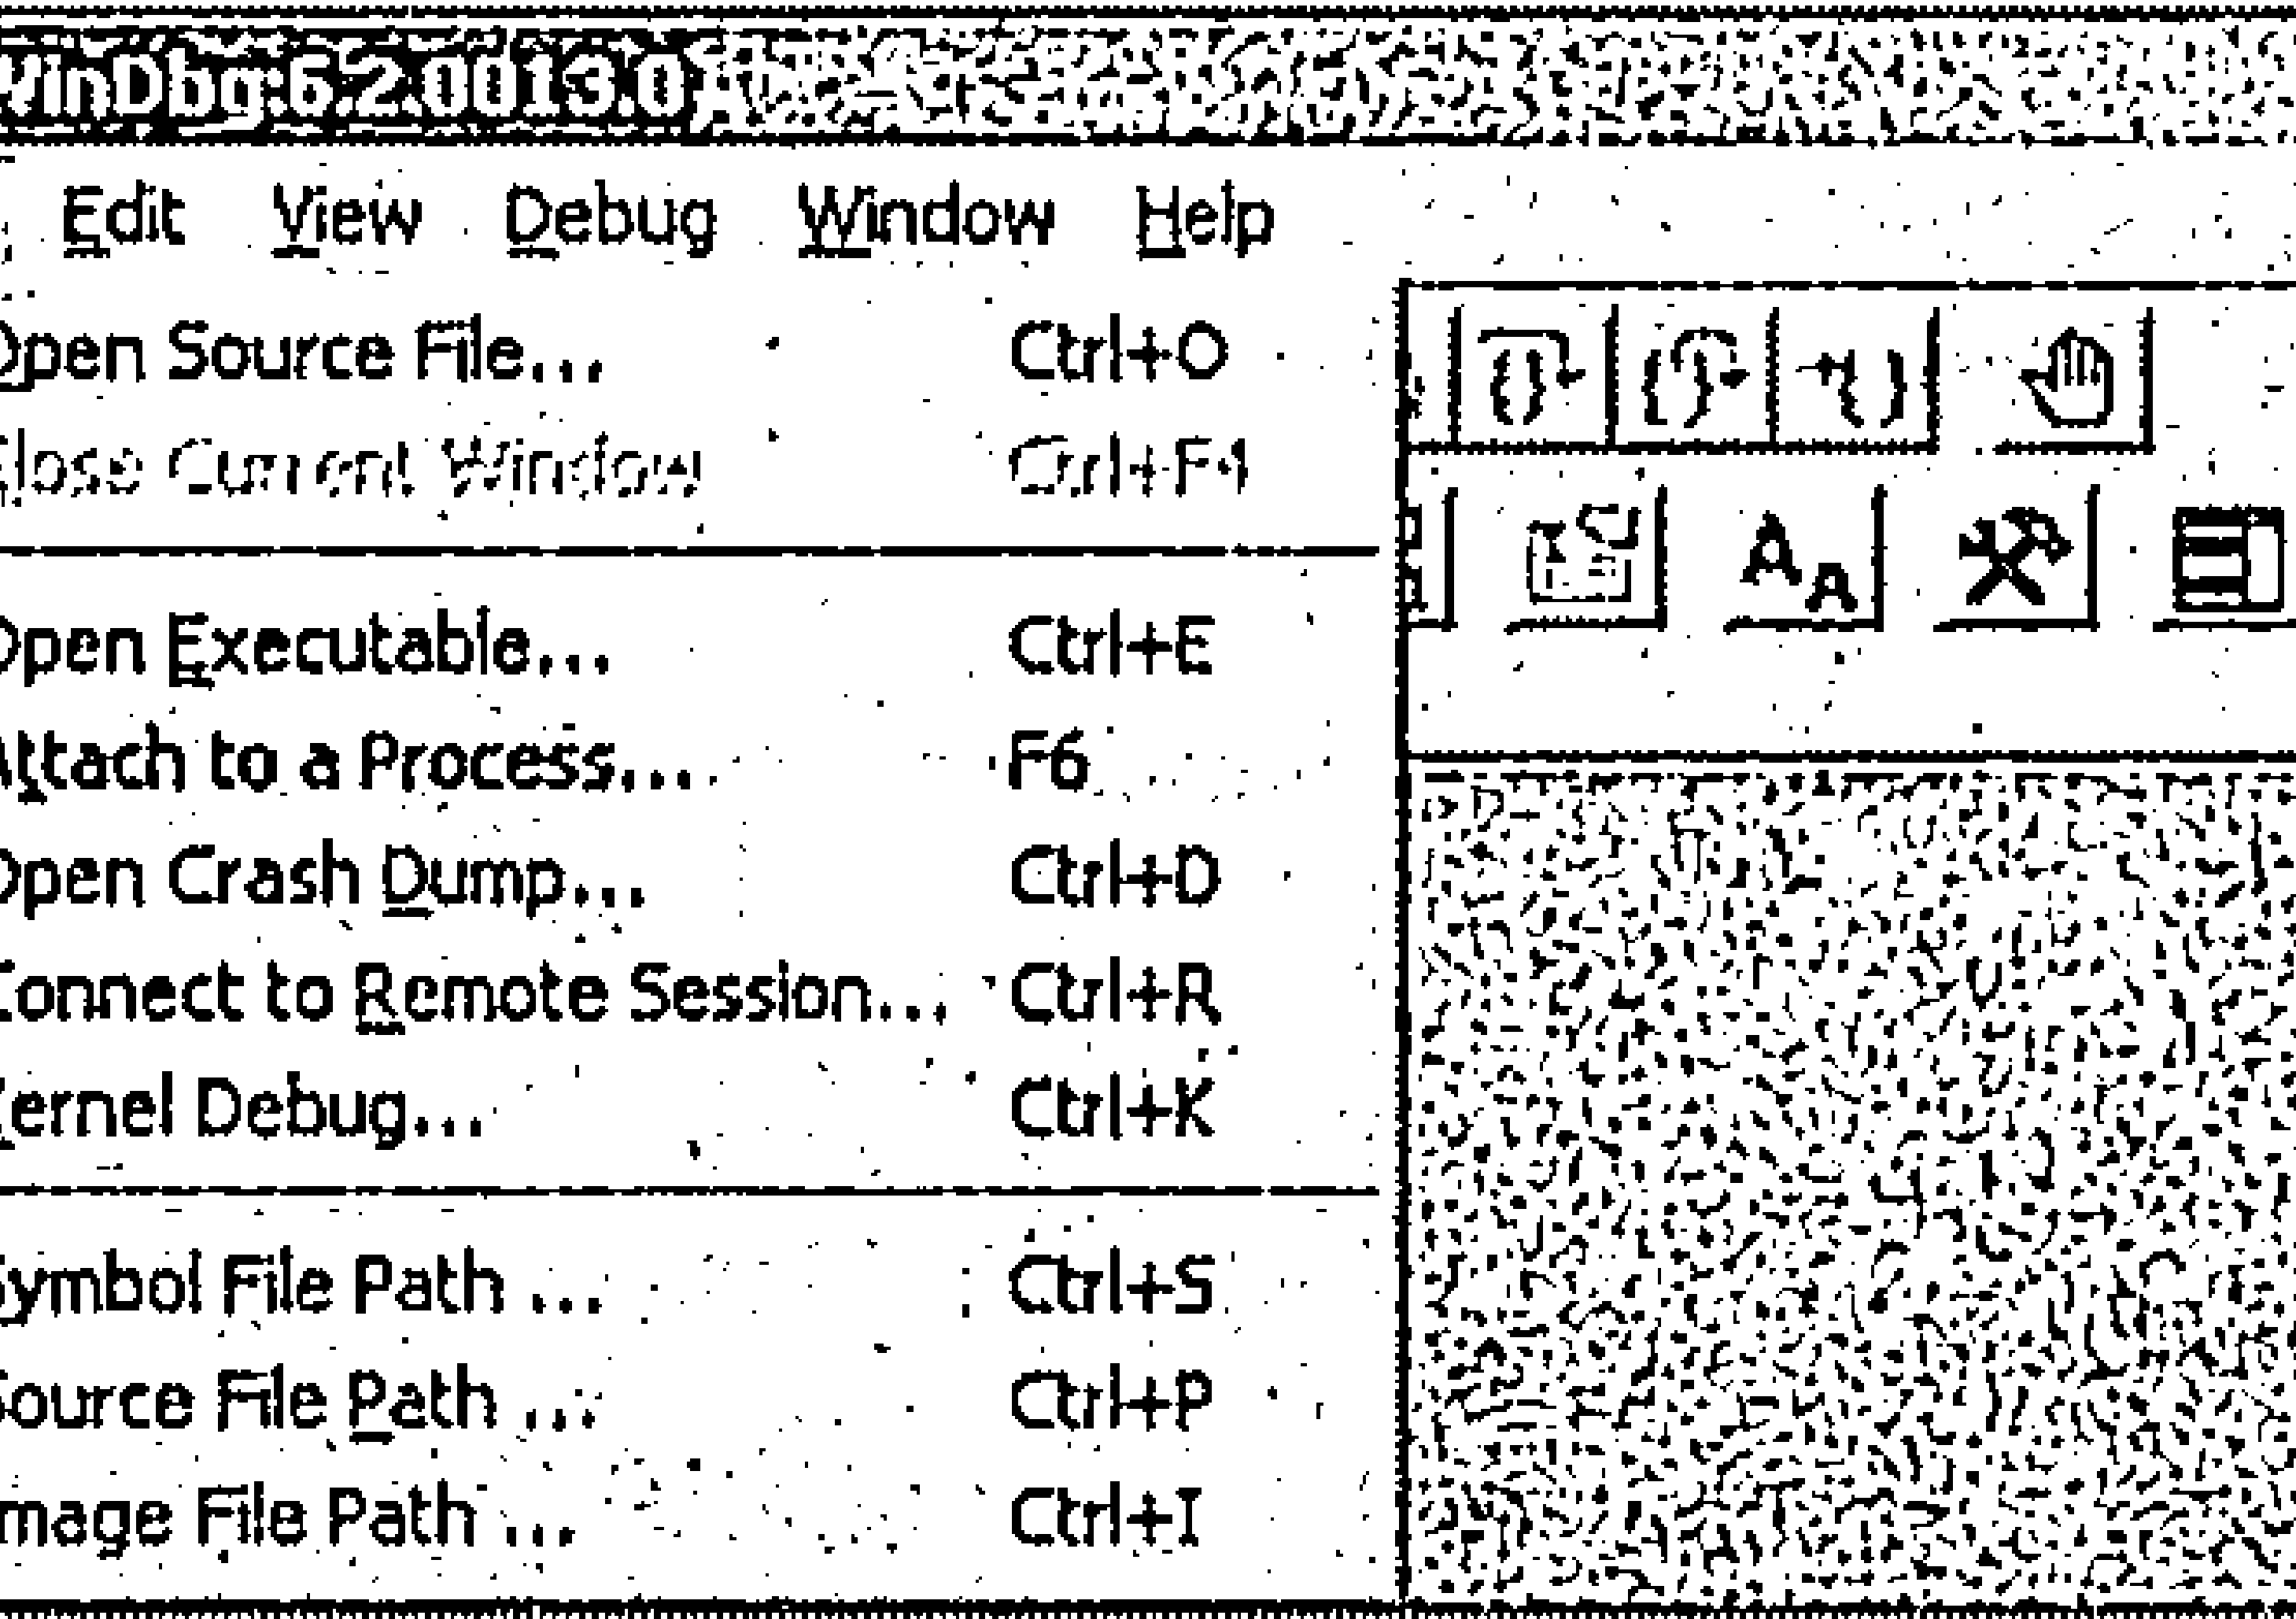 WinDbg:6.2.0013.0
Edit View Debug Window Help
Open Source File... Ctrl+O
Close Current Window Ctrl+F4
Open Executable... Ctrl+E
Attach to a Process... F6
Open Crash Dump... Ctrl+D
Connect to Remote Session... Ctrl+R
Kernel Debug... Ctrl+K
Symbol File Path ... Ctrl+S
Source File Path ... Ctrl+P
Image File Path ... Ctrl+I